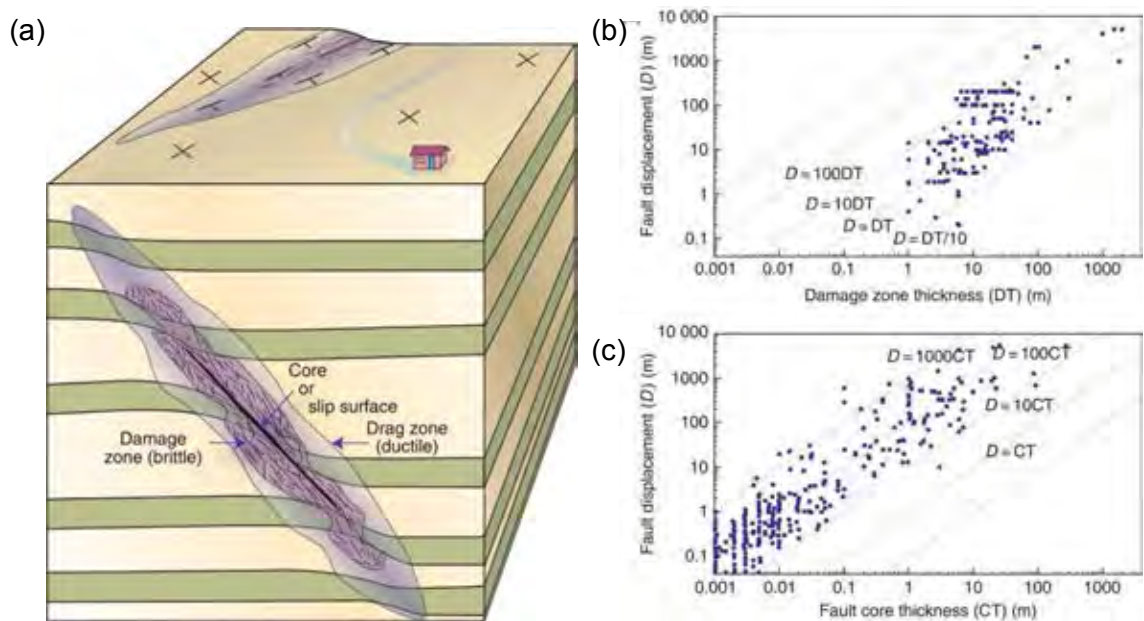 (a)
Core
or
slip surface
Damage
zone (brittle)
Drag zone
(ductile)
(b)
Fault displacement (D) (m)
10 000
1000
100
10
1
0.1
D = 100DT
D = 10DT
D = DT
D = DT/10
0.001 0.01 0.1 1 10 100 1000
Damage zone thickness (DT) (m)
(c)
Fault displacement (D) (m)
10 000
1000
100
10
1
0.1
D = 1000CT D = 100CT
D = 10CT
D = CT
0.001 0.01 0.1 1 10 100 1000
Fault core thickness (CT) (m)